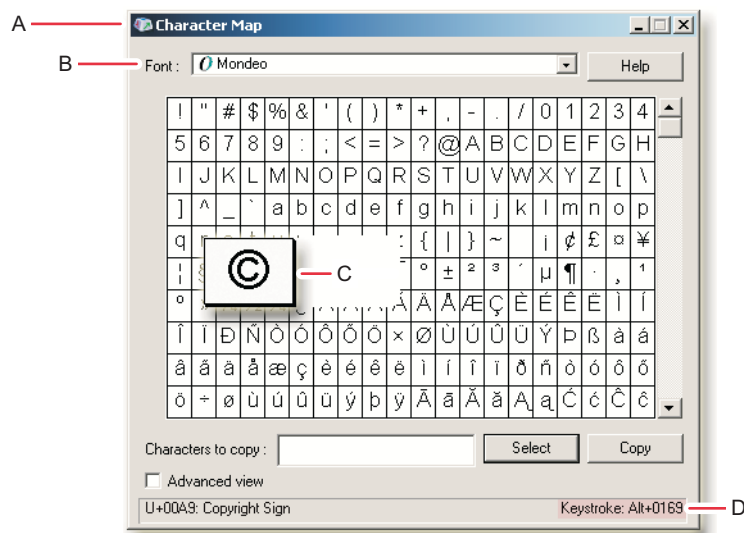 A
Character Map
B
Font : O Mondeo
Help
! " # $ % & ' ( ) * + , - . / 0 1 2 3 4
5 6 7 8 9 : ; < = > ? @ A B C D E F G H
I J K L M N O P Q R S T U V W X Y Z [ \
] ^ _ ` a b c d e f g h i j k l m n o p
q { | } ~ ¡ ¢ £ ¤ ¥
¦ ° ± ² ³ ´ µ ¶ · ¸ ¹
©
C
º Ä Å Æ Ç È É Ê Ë Ì Í
Î Ï Ð Ñ Ò Ó Ô Õ Ö × Ø Ù Ú Û Ü Ý Þ ß à á
â ã ä å æ ç è é ê ë ì í î ï ð ñ ò ó ô õ
ö ÷ ø ù ú û ü ý þ ÿ Ā ā Ă ă Ą ą Ć ć Ĉ ĉ
Characters to copy :
Select
Copy
Advanced view
U+00A9: Copyright Sign
Keystroke: Alt+0169
D